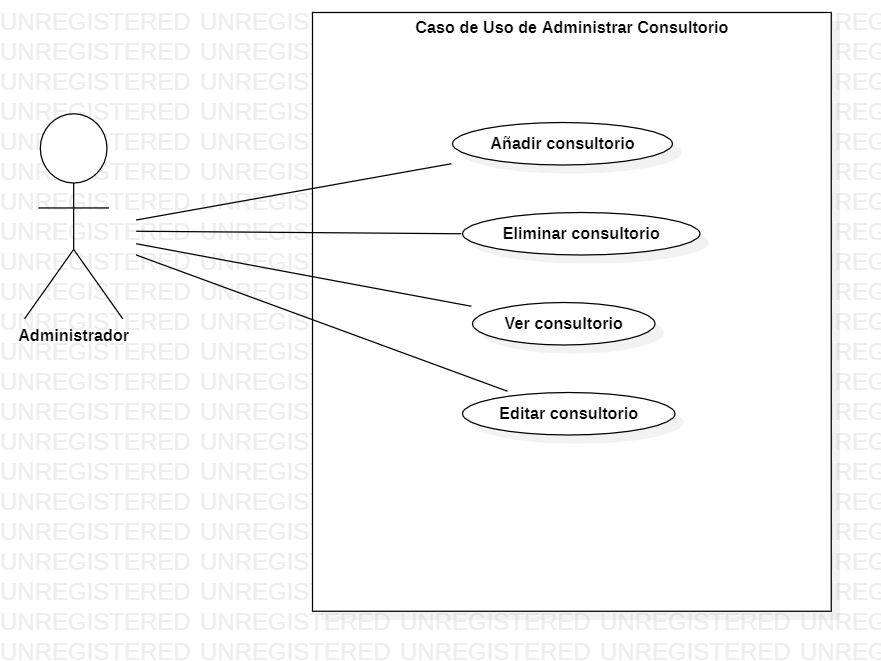 Caso de Uso de Administrar Consultorio
Añadir consultorio
Eliminar consultorio
Ver consultorio
Editar consultorio
Administrador
UNREGISTERED UNREGISTERED UNREGISTERED UNREGISTERED